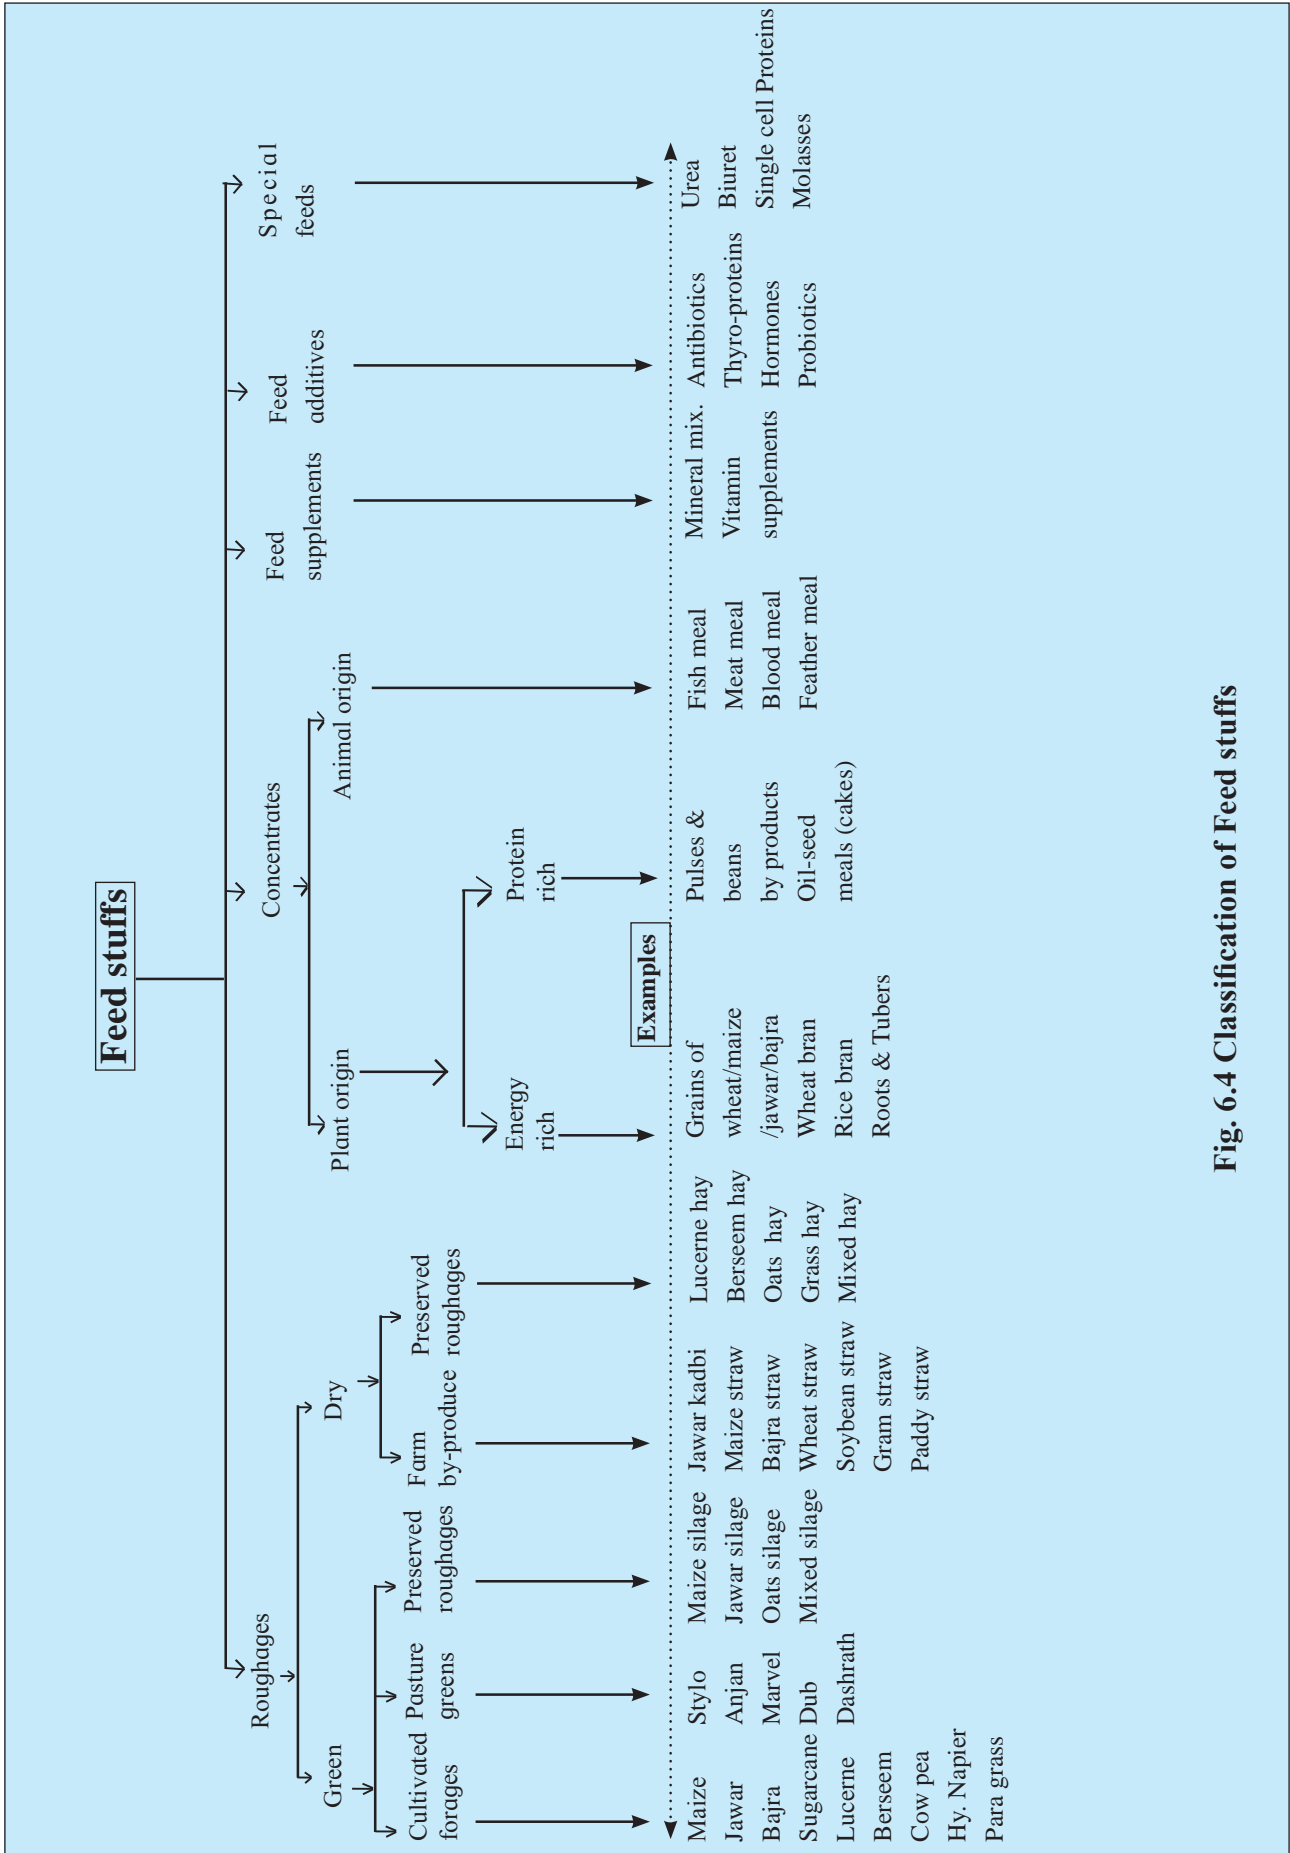 Feed stuffs
Roughages
Concentrates
Feed
supplements
Feed
additives
Special
feeds
Green
Dry
Plant origin
Animal origin
Cultivated
forages
Pasture
greens
Preserved
roughages
Farm
by-produce
Preserved
roughages
Energy
rich
Protein
rich
Examples
Maize
Jawar
Bajra
Sugarcane
Lucerne
Berseem
Cow pea
Hy. Napier
Para grass
Stylo
Anjan
Marvel
Dub
Dashrath
Maize silage
Jawar silage
Oats silage
Mixed silage
Jawar kadbi
Maize straw
Bajra straw
Wheat straw
Soybean straw
Gram straw
Paddy straw
Lucerne hay
Berseem hay
Oats hay
Grass hay
Mixed hay
Grains of
wheat/maize
/jawar/bajra
Wheat bran
Rice bran
Roots & Tubers
Pulses &
beans
by products
Oil-seed
meals (cakes)
Fish meal
Meat meal
Blood meal
Feather meal
Mineral mix.
Vitamin
supplements
Antibiotics
Thyro-proteins
Hormones
Probiotics
Urea
Biuret
Single cell Proteins
Molasses
Fig. 6.4 Classification of Feed stuffs